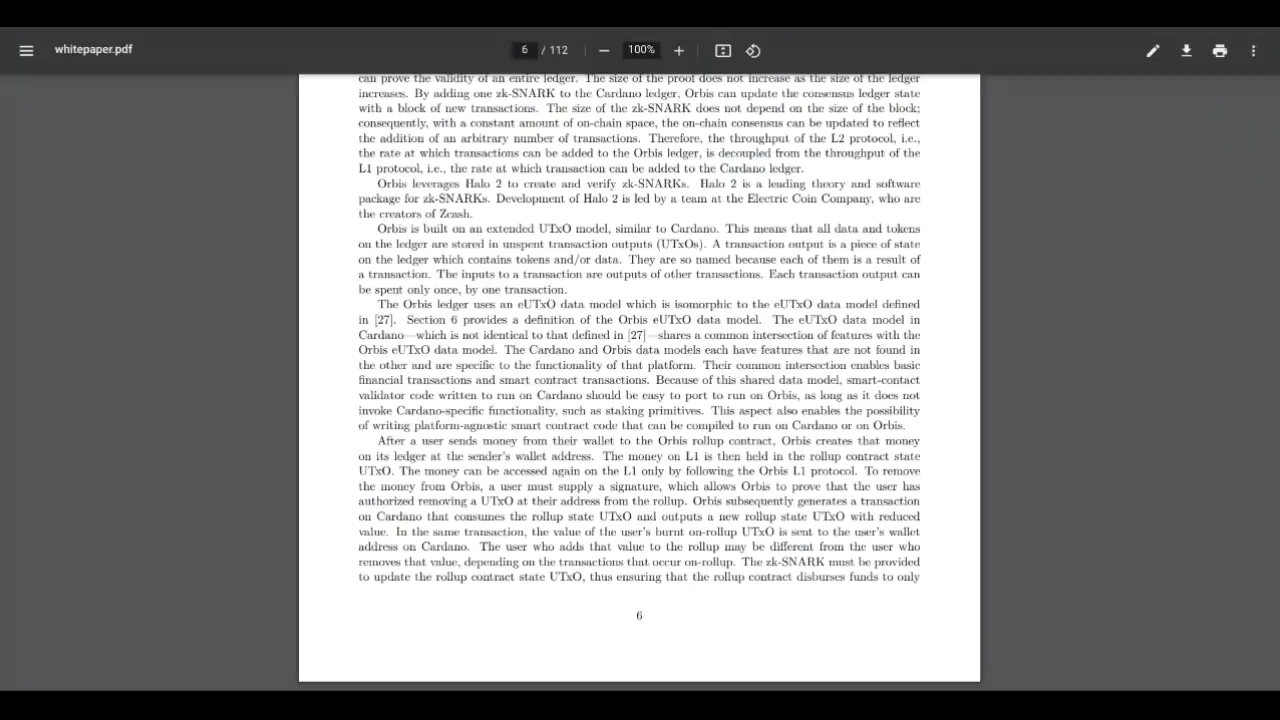 whitepaper.pdf
6 / 112
100%
can prove the validity of an entire ledger. The size of the proof does not increase as the size of the ledger
increases. By adding one zk-SNARK to the Cardano ledger, Orbis can update the consensus ledger state
with a block of new transactions. The size of the zk-SNARK does not depend on the size of the block;
consequently, with a constant amount of on-chain space, the on-chain consensus can be updated to reflect
the addition of an arbitrary number of transactions. Therefore, the throughput of the L2 protocol, i.e.,
the rate at which transactions can be added to the Orbis ledger, is decoupled from the throughput of the
L1 protocol, i.e., the rate at which transaction can be added to the Cardano ledger.
Orbis leverages Halo 2 to create and verify zk-SNARKs. Halo 2 is a leading theory and software
package for zk-SNARKs. Development of Halo 2 is led by a team at the Electric Coin Company, who are
the creators of Zcash.
Orbis is built on an extended UTxO model, similar to Cardano. This means that all data and tokens
on the ledger are stored in unspent transaction outputs (UTxOs). A transaction output is a piece of state
on the ledger which contains tokens and/or data. They are so named because each of them is a result of
a transaction. The inputs to a transaction are outputs of other transactions. Each transaction output can
be spent only once, by one transaction.
The Orbis ledger uses an eUTxO data model which is isomorphic to the eUTxO data model defined
in [27]. Section 6 provides a definition of the Orbis eUTxO data model. The eUTxO data model in
Cardano—which is not identical to that defined in [27]—shares a common intersection of features with the
Orbis eUTxO data model. The Cardano and Orbis data models each have features that are not found in
the other and are specific to the functionality of that platform. Their common intersection enables basic
financial transactions and smart contract transactions. Because of this shared data model, smart-contact
validator code written to run on Cardano should be easy to port to run on Orbis, as long as it does not
invoke Cardano-specific functionality, such as staking primitives. This aspect also enables the possibility
of writing platform-agnostic smart contract code that can be compiled to run on Cardano or on Orbis.
After a user sends money from their wallet to the Orbis rollup contract, Orbis creates that money
on its ledger at the sender's wallet address. The money on L1 is then held in the rollup contract state
UTxO. The money can be accessed again on the L1 only by following the Orbis L1 protocol. To remove
the money from Orbis, a user must supply a signature, which allows Orbis to prove that the user has
authorized removing a UTxO at their address from the rollup. Orbis subsequently generates a transaction
on Cardano that consumes the rollup state UTxO and outputs a new rollup state UTxO with reduced
value. In the same transaction, the value of the user's burnt on-rollup UTxO is sent to the user's wallet
address on Cardano. The user who adds that value to the rollup may be different from the user who
removes that value, depending on the transactions that occur on-rollup. The zk-SNARK must be provided
to update the rollup contract state UTxO, thus ensuring that the rollup contract disburses funds to only
6